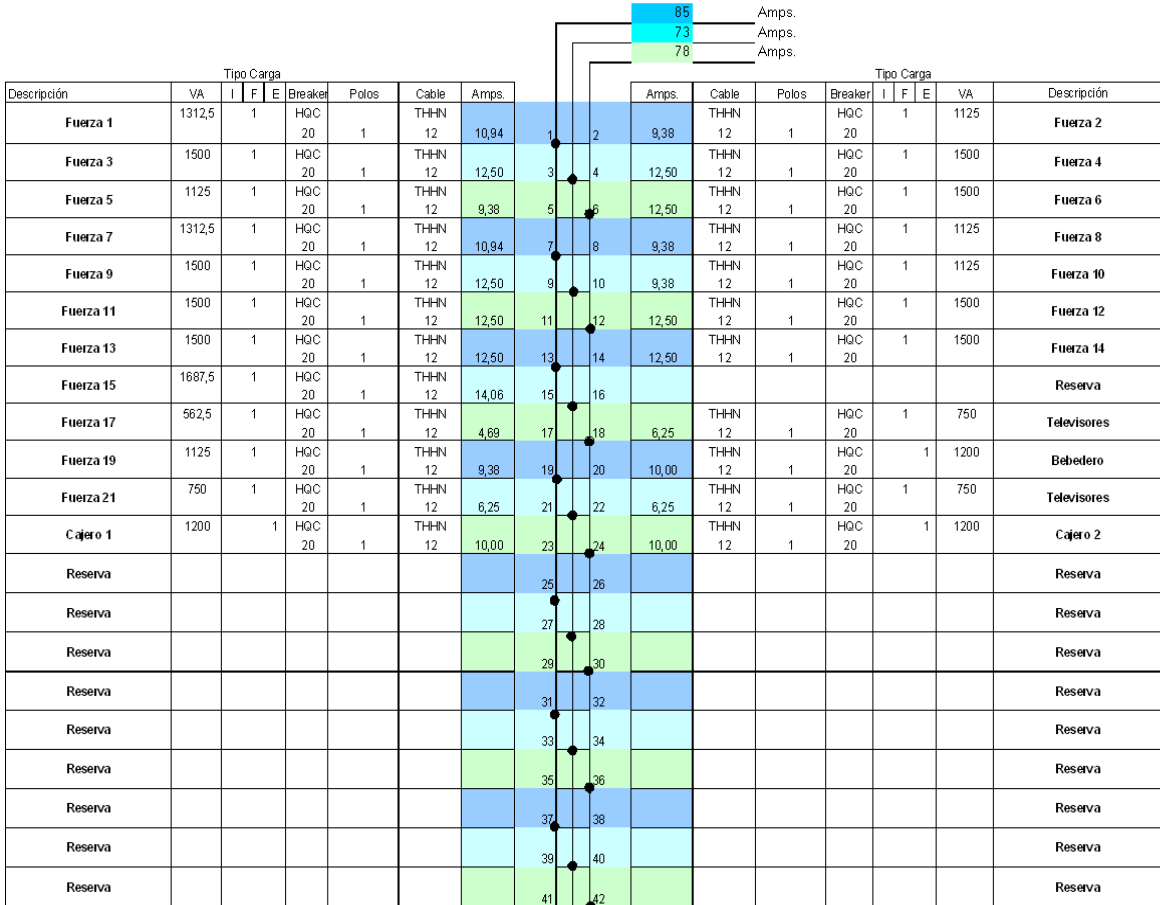 85 Amps.
73 Amps.
78 Amps.
Tipo Carga Tipo Carga
Descripción VA I F E Breaker Polos Cable Amps. Amps. Cable Polos Breaker I F E VA Descripción
Fuerza 1 1312,5 1 HQC 20 1 THHN 12 10,94 1 2 9,38 THHN 12 1 HQC 20 1 1125 Fuerza 2
Fuerza 3 1500 1 HQC 20 1 THHN 12 12,50 3 4 12,50 THHN 12 1 HQC 20 1 1500 Fuerza 4
Fuerza 5 1125 1 HQC 20 1 THHN 12 9,38 5 6 12,50 THHN 12 1 HQC 20 1 1500 Fuerza 6
Fuerza 7 1312,5 1 HQC 20 1 THHN 12 10,94 7 8 9,38 THHN 12 1 HQC 20 1 1125 Fuerza 8
Fuerza 9 1500 1 HQC 20 1 THHN 12 12,50 9 10 9,38 THHN 12 1 HQC 20 1 1125 Fuerza 10
Fuerza 11 1500 1 HQC 20 1 THHN 12 12,50 11 12 12,50 THHN 12 1 HQC 20 1 1500 Fuerza 12
Fuerza 13 1500 1 HQC 20 1 THHN 12 12,50 13 14 12,50 THHN 12 1 HQC 20 1 1500 Fuerza 14
Fuerza 15 1687,5 1 HQC 20 1 THHN 12 14,06 15 16 Reserva
Fuerza 17 562,5 1 HQC 20 1 THHN 12 4,69 17 18 6,25 THHN 12 1 HQC 20 1 750 Televisores
Fuerza 19 1125 1 HQC 20 1 THHN 12 9,38 19 20 10,00 THHN 12 1 HQC 20 1 1200 Bebedero
Fuerza 21 750 1 HQC 20 1 THHN 12 6,25 21 22 6,25 THHN 12 1 HQC 20 1 750 Televisores
Cajero 1 1200 1 HQC 20 1 THHN 12 10,00 23 24 10,00 THHN 12 1 HQC 20 1 1200 Cajero 2
Reserva 25 26 Reserva
Reserva 27 28 Reserva
Reserva 29 30 Reserva
Reserva 31 32 Reserva
Reserva 33 34 Reserva
Reserva 35 36 Reserva
Reserva 37 38 Reserva
Reserva 39 40 Reserva
Reserva 41 42 Reserva